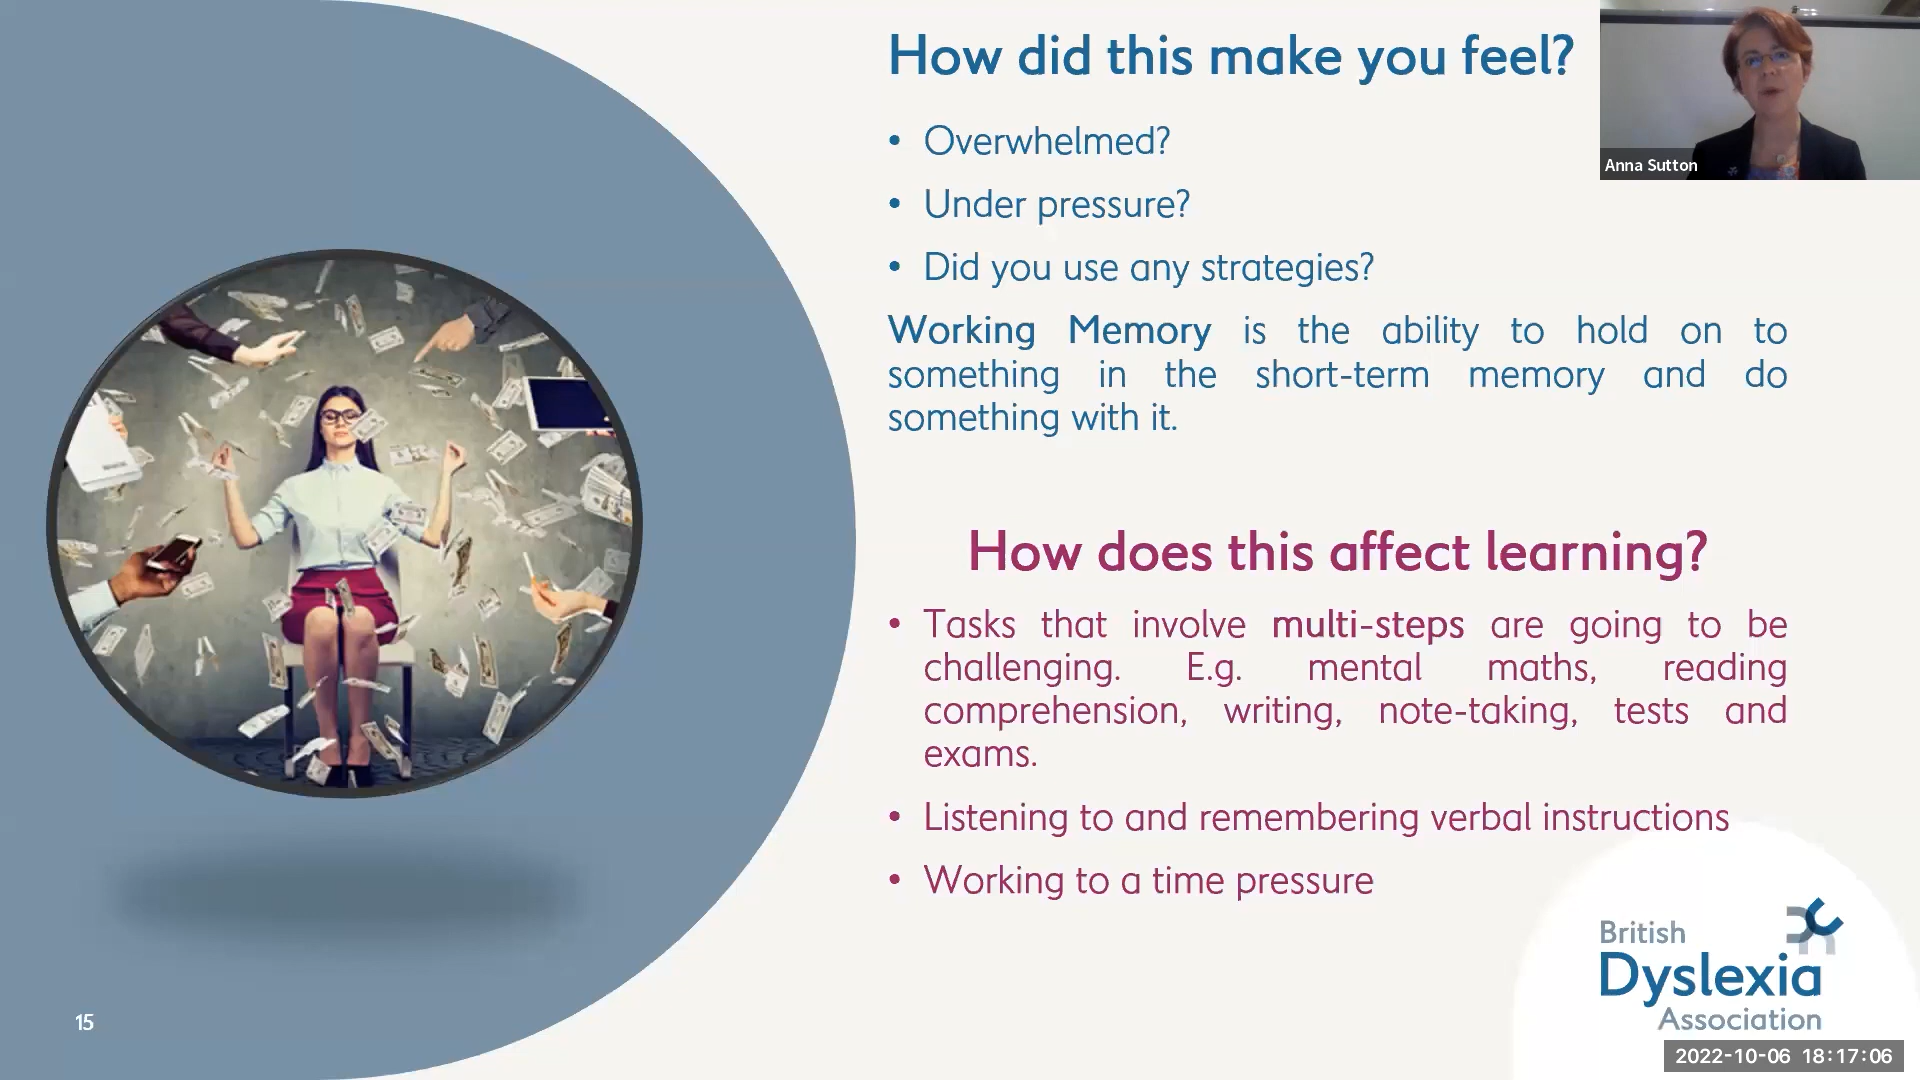 How did this make you feel?
• Overwhelmed?
• Under pressure?
• Did you use any strategies?
Working Memory is the ability to hold on to
something in the short-term memory and do
something with it.
How does this affect learning?
• Tasks that involve multi-steps are going to be
challenging. E.g. mental maths, reading
comprehension, writing, note-taking, tests and
exams.
• Listening to and remembering verbal instructions
• Working to a time pressure
Anna Sutton
15
British
Dyslexia
Association
2022-10-06 18:17:06